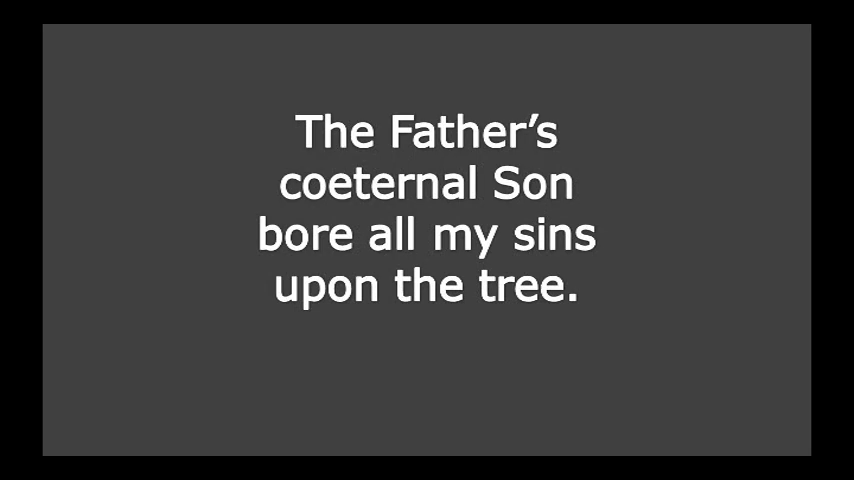 The Father’s
coeternal Son
bore all my sins
upon the tree.